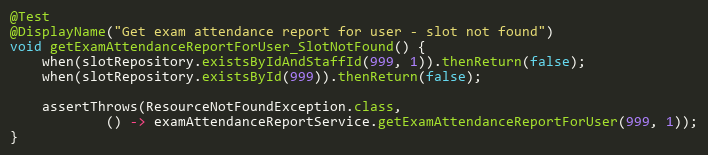 @Test
@DisplayName("Get exam attendance report for user - slot not found")
void getExamAttendanceReportForUser_SlotNotFound() {
    when(slotRepository.existsByIdAndStaffId(999, 1)).thenReturn(false);
    when(slotRepository.existsById(999)).thenReturn(false);

    assertThrows(ResourceNotFoundException.class,
            () -> examAttendanceReportService.getExamAttendanceReportForUser(999, 1));
}